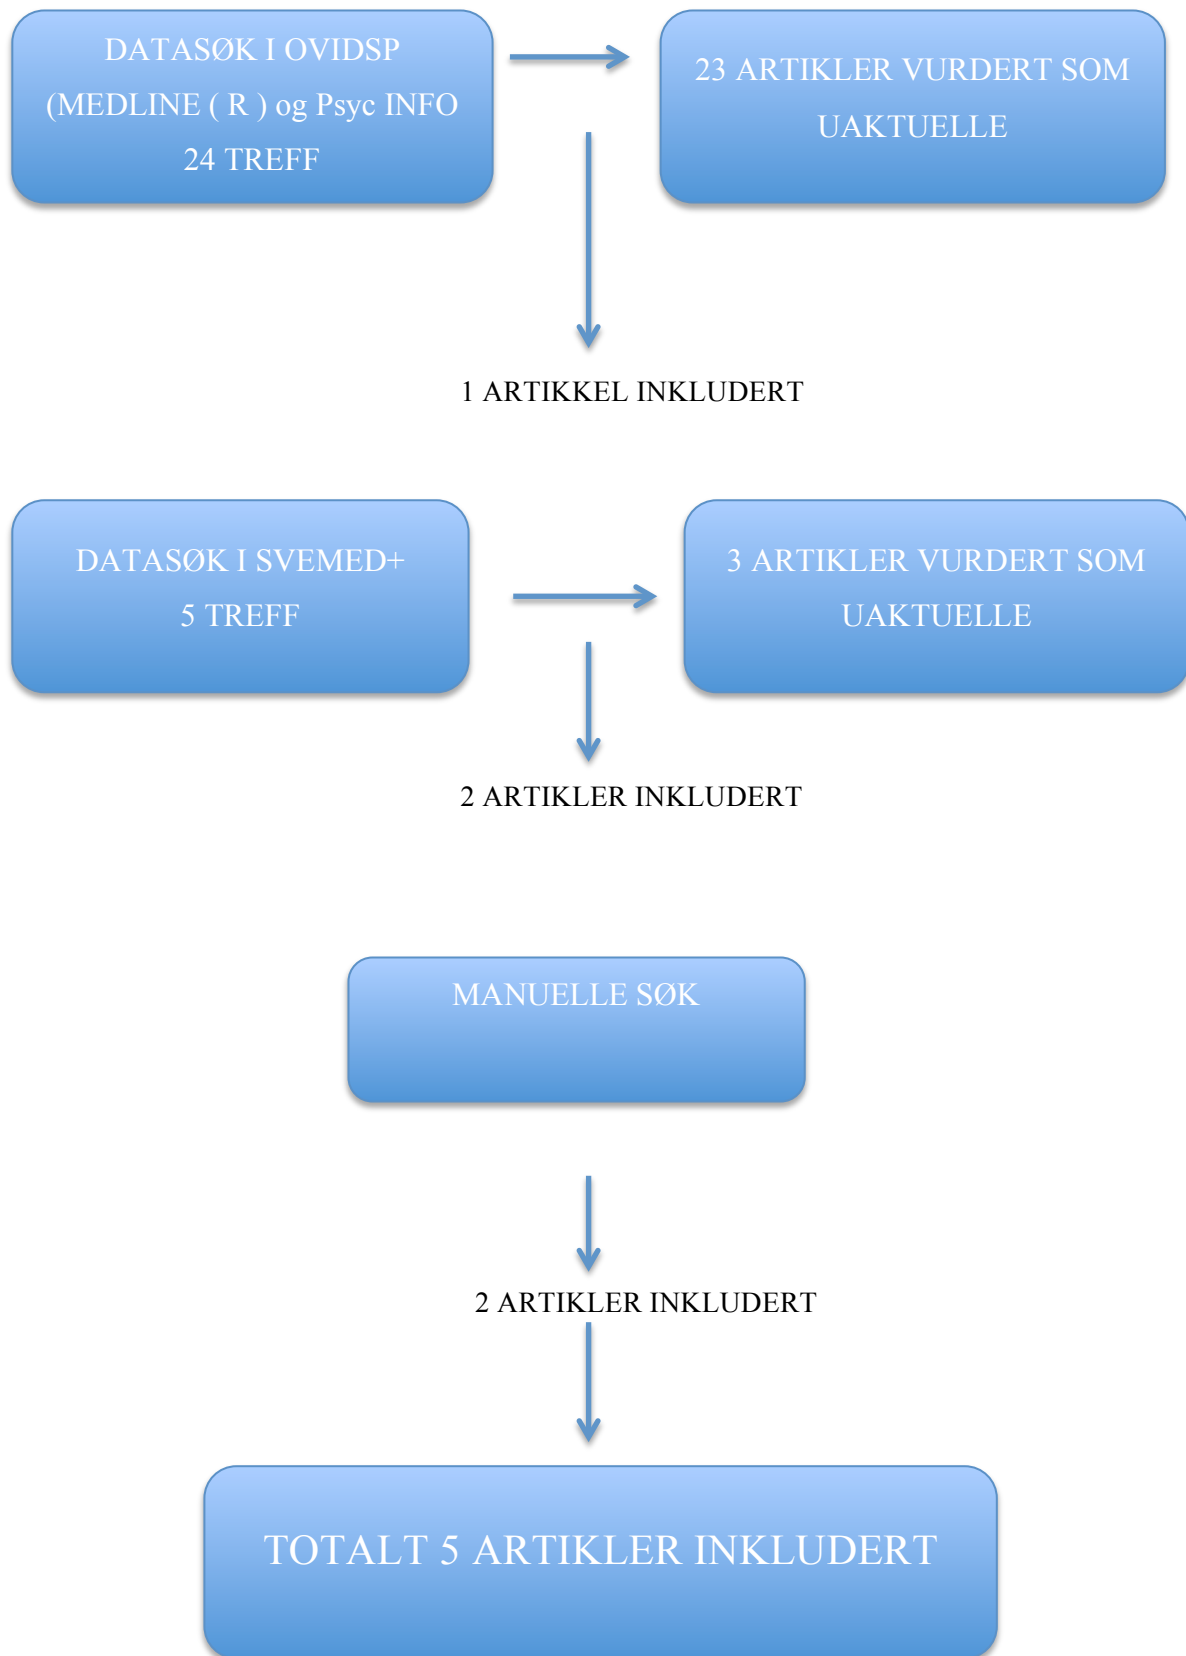 DATASØK I OVIDSP
(MEDLINE ( R ) og Psyc INFO
24 TREFF
23 ARTIKLER VURDERT SOM
UAKTUELLE
1 ARTIKKEL INKLUDERT
DATASØK I SVEMED+
5 TREFF
3 ARTIKLER VURDERT SOM
UAKTUELLE
2 ARTIKLER INKLUDERT
MANUELLE SØK
2 ARTIKLER INKLUDERT
TOTALT 5 ARTIKLER INKLUDERT